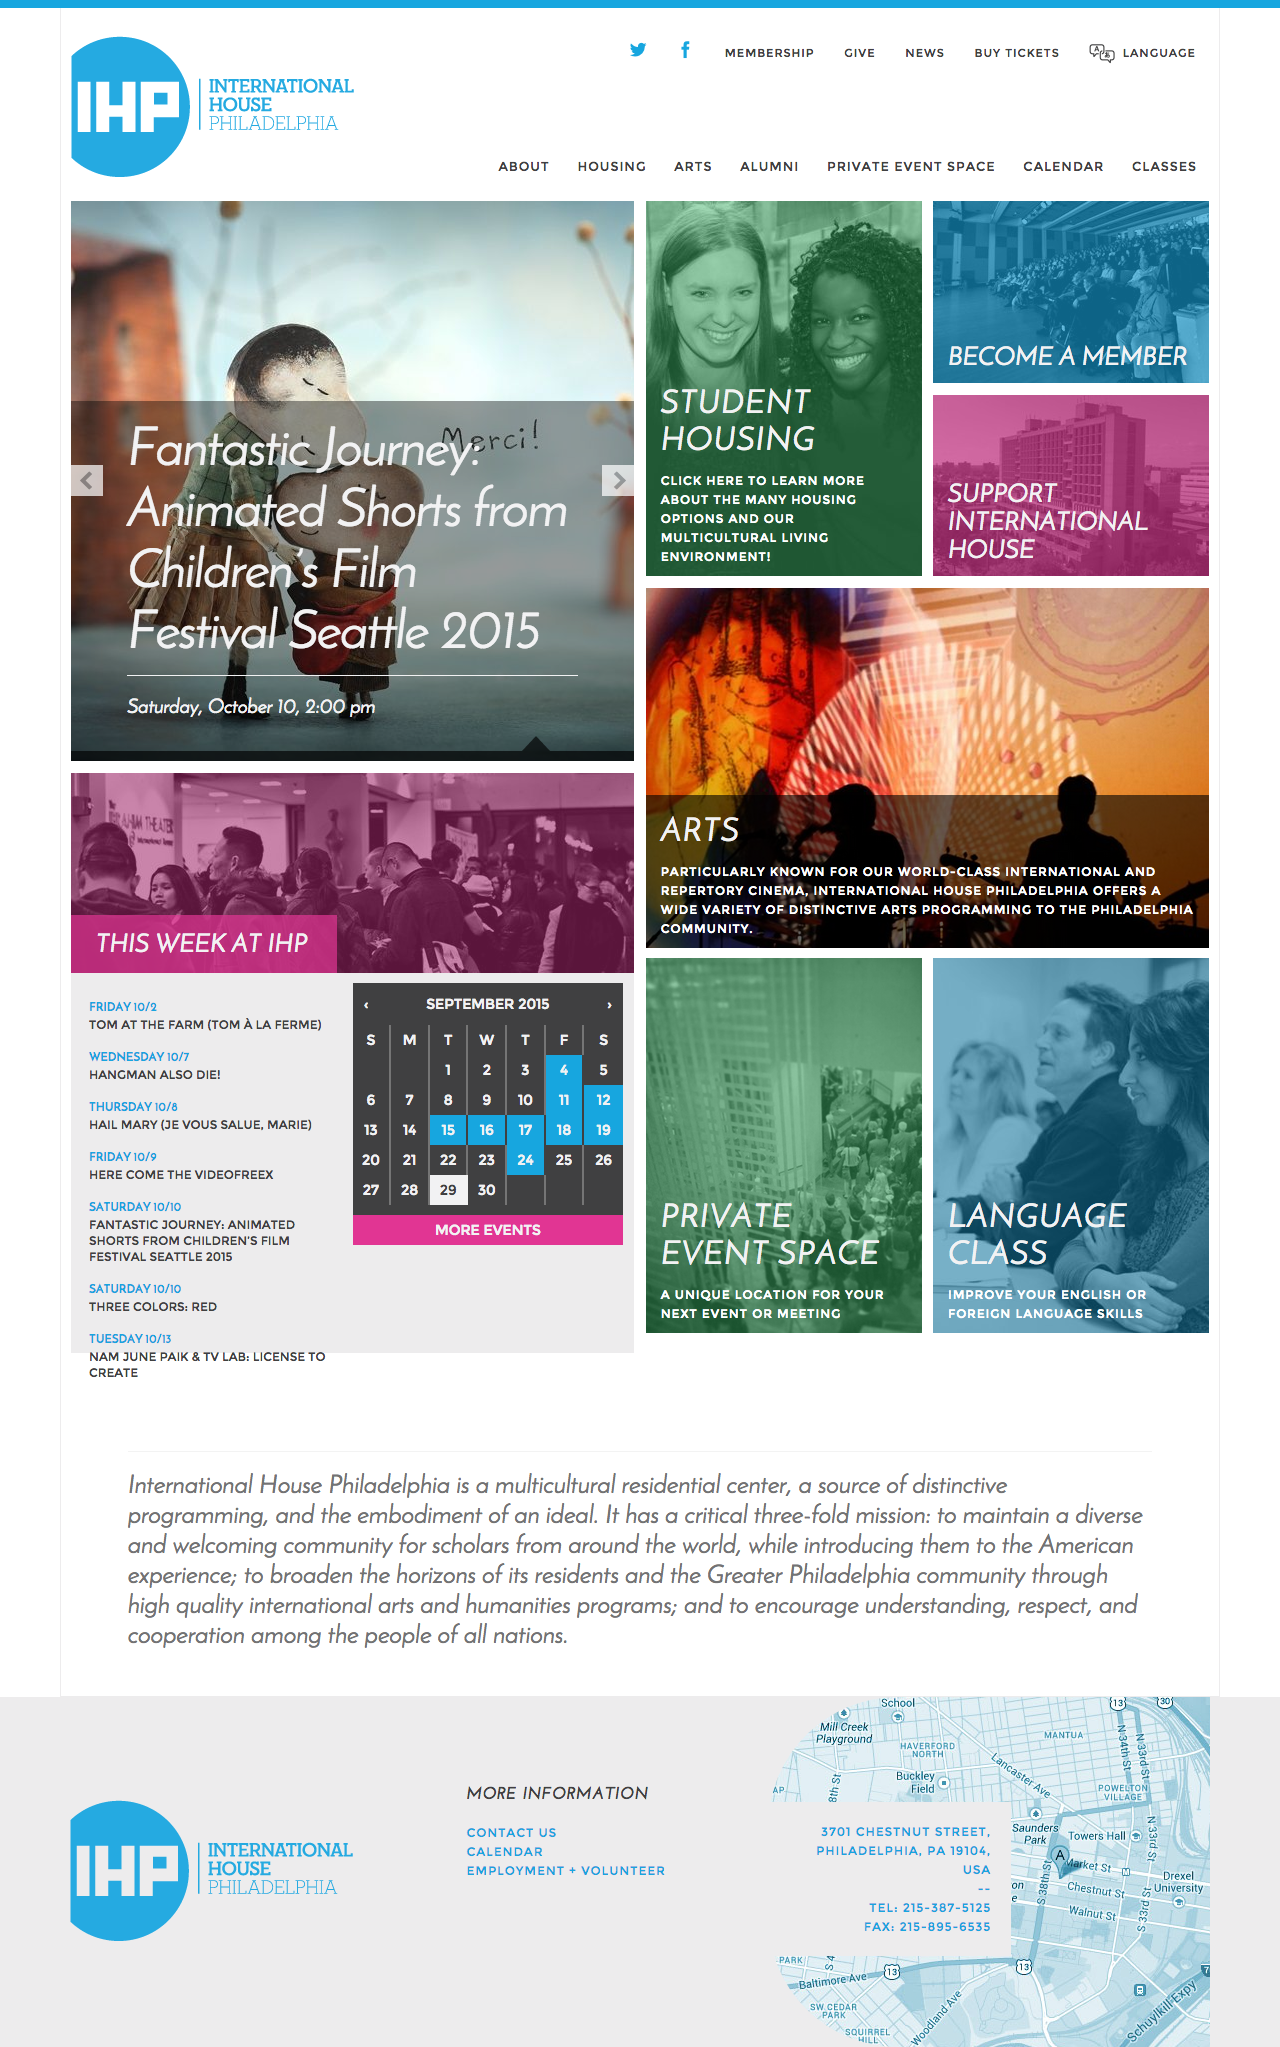 MEMBERSHIP GIVE NEWS BUY TICKETS LANGUAGE
IHP
INTERNATIONAL
HOUSE
PHILADELPHIA
ABOUT HOUSING ARTS ALUMNI PRIVATE EVENT SPACE CALENDAR CLASSES
Merci!
Fantastic Journey:
Animated Shorts from
Children's Film
Festival Seattle 2015
Saturday, October 10, 2:00 pm
STUDENT
HOUSING
CLICK HERE TO LEARN MORE
ABOUT THE MANY HOUSING
OPTIONS AND OUR
MULTICULTURAL LIVING
ENVIRONMENT!
BECOME A MEMBER
SUPPORT
INTERNATIONAL
HOUSE
ARTS
PARTICULARLY KNOWN FOR OUR WORLD-CLASS INTERNATIONAL AND
REPERTORY CINEMA, INTERNATIONAL HOUSE PHILADELPHIA OFFERS A
WIDE VARIETY OF DISTINCTIVE ARTS PROGRAMMING TO THE PHILADELPHIA
COMMUNITY.
THIS WEEK AT IHP
FRIDAY 10/2
TOM AT THE FARM (TOM À LA FERME)
WEDNESDAY 10/7
HANGMAN ALSO DIE!
THURSDAY 10/8
HAIL MARY (JE VOUS SALUE, MARIE)
FRIDAY 10/9
HERE COME THE VIDEOFREEX
SATURDAY 10/10
FANTASTIC JOURNEY: ANIMATED
SHORTS FROM CHILDREN'S FILM
FESTIVAL SEATTLE 2015
SATURDAY 10/10
THREE COLORS: RED
TUESDAY 10/13
NAM JUNE PAIK & TV LAB: LICENSE TO
CREATE
‹ SEPTEMBER 2015 ›
S M T W T F S
1 2 3 4 5
6 7 8 9 10 11 12
13 14 15 16 17 18 19
20 21 22 23 24 25 26
27 28 29 30
MORE EVENTS
PRIVATE
EVENT SPACE
A UNIQUE LOCATION FOR YOUR
NEXT EVENT OR MEETING
LANGUAGE
CLASS
IMPROVE YOUR ENGLISH OR
FOREIGN LANGUAGE SKILLS
International House Philadelphia is a multicultural residential center, a source of distinctive
programming, and the embodiment of an ideal. It has a critical three-fold mission: to maintain a diverse
and welcoming community for scholars from around the world, while introducing them to the American
experience; to broaden the horizons of its residents and the Greater Philadelphia community through
high quality international arts and humanities programs; and to encourage understanding, respect, and
cooperation among the people of all nations.
IHP
INTERNATIONAL
HOUSE
PHILADELPHIA
MORE INFORMATION
CONTACT US
CALENDAR
EMPLOYMENT + VOLUNTEER
3701 CHESTNUT STREET,
PHILADELPHIA, PA 19104,
USA
--
TEL: 215-387-5125
FAX: 215-895-6535
School
13
30
Mill Creek
Playground
MANTUA
HAVERFORD
NORTH
N 34th St
N 33rd St
Lancaster Ave
Buckley
Field
POWELTON
VILLAGE
Saunders
Park
Towers Hall
N 33rd St
A
Market St
Drexel
University
Chestnut St
S 38th St
Walnut St
S 33rd St
PARK
13
13
Baltimore Ave
SW CEDAR
PARK
SQUIRREL
HILL
Woodland Ave
Schuylkill Expy